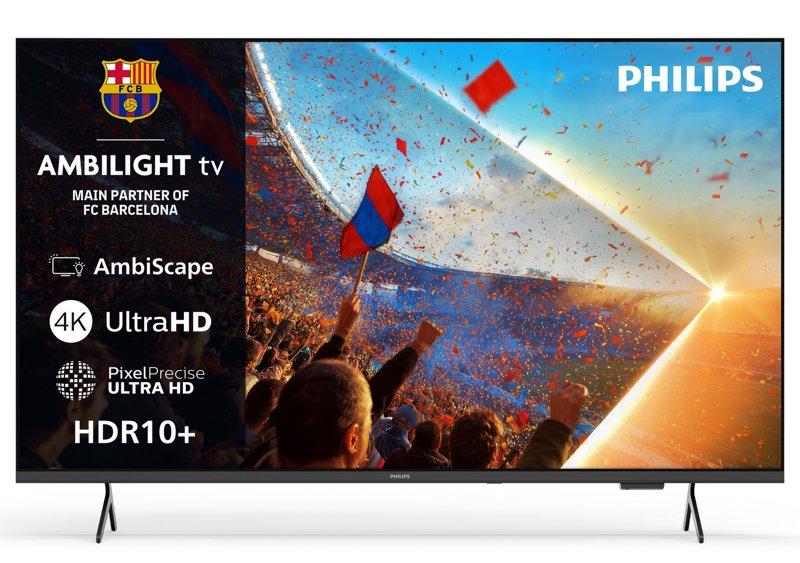 FCB
AMBILIGHT tv
MAIN PARTNER OF
FC BARCELONA
AmbiScape
4K UltraHD
PixelPrecise
ULTRA HD
HDR10+
PHILIPS
PHILIPS